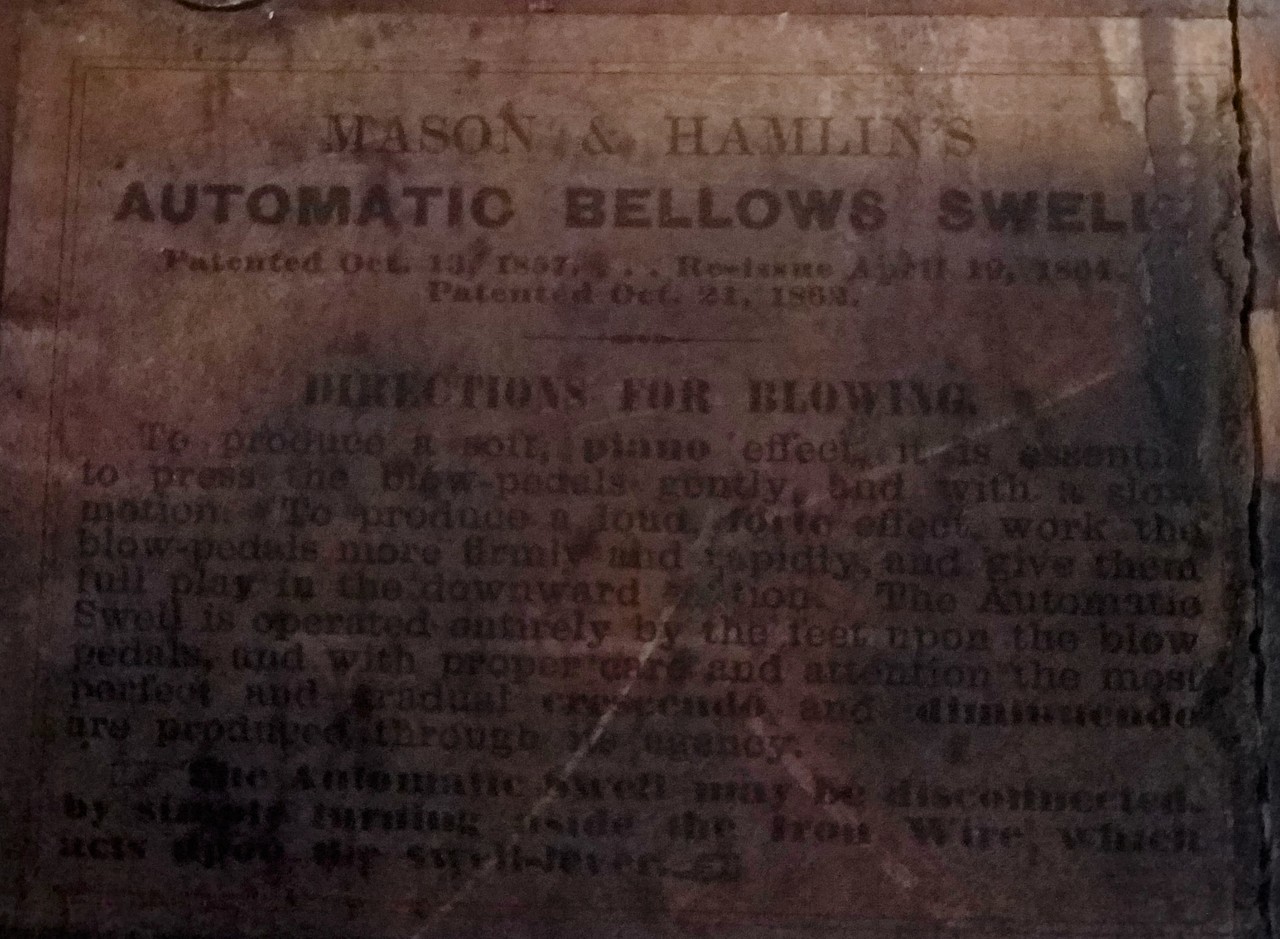 MASON & HAMLIN'S
AUTOMATIC BELLOWS SWELL
Patented Oct. 13, 1857. . . . Re-issue April 19, 1864.
Patented Oct. 21, 1862.
DIRECTIONS FOR BLOWING.
To produce a soft, piano effect, it is essential
to press the blow-pedals gently, and with a slow
motion. To produce a loud, forte effect, work the
blow-pedals more firmly and rapidly, and give them
full play in the downward The Automatic
Swell is operated entirely by the feet upon the blow
pedals, and with proper care and attention the most
perfect and gradual crescendo and diminuendo
are produced through its agency.
☞ The Automatic Swell may be disconnected,
by simple turning aside the Iron Wire which
acts upon the swell-lever. ☜